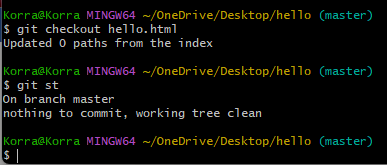 Korra@Korra MINGW64 ~/OneDrive/Desktop/hello (master)
$ git checkout hello.html
Updated 0 paths from the index
Korra@Korra MINGW64 ~/OneDrive/Desktop/hello (master)
$ git st
On branch master
nothing to commit, working tree clean
Korra@Korra MINGW64 ~/OneDrive/Desktop/hello (master)
$